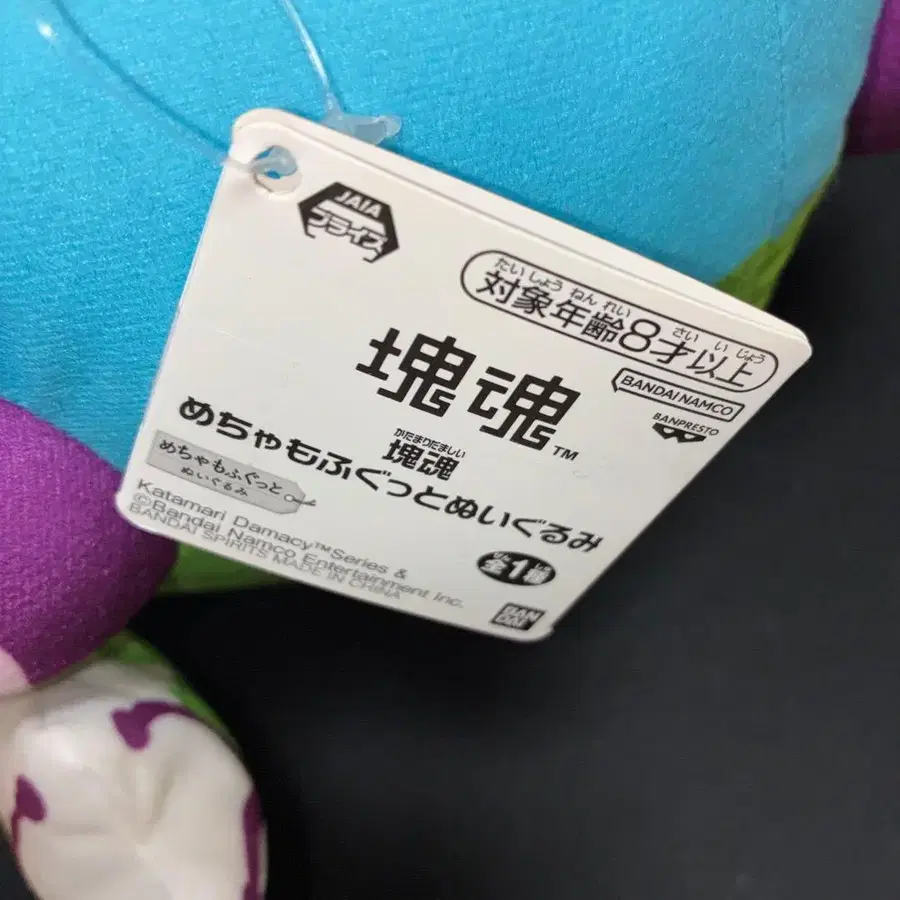 JAIA
プライズ
たいしょう ねん れい さい い じょう
対象年齢8才以上
塊魂™
BANDAI NAMCO
BANPRESTO
かたまりだましい
塊魂
めちゃもふぐっとぬいぐるみ
めちゃもふぐっと
ぬいぐるみ
Katamari Damacy™Series &
©Bandai Namco Entertainment Inc.
BANDAI SPIRITS MADE IN CHINA
全1種
BAN
DAI